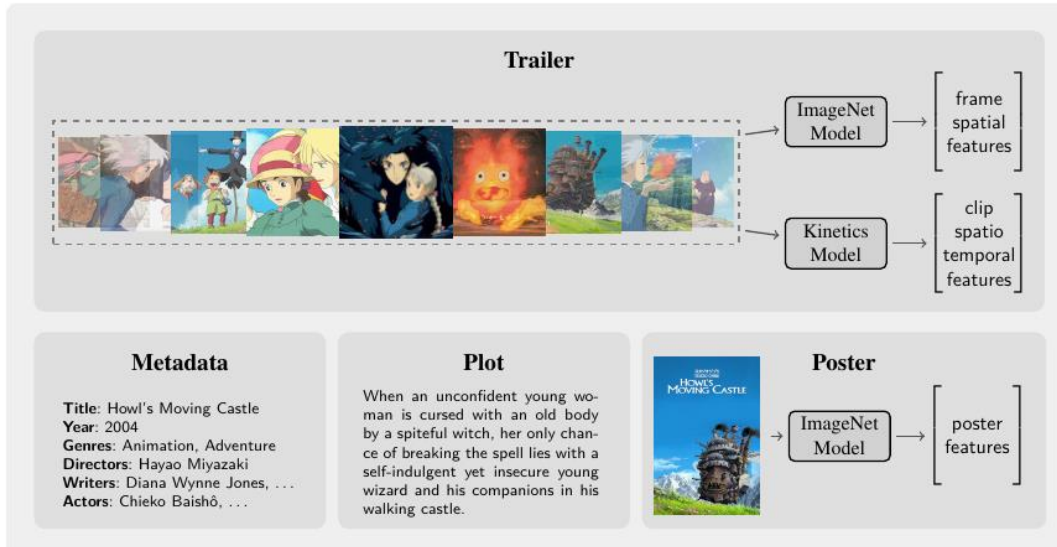 Trailer
ImageNet
Model
frame
spatial
features
Kinetics
Model
clip
spatio
temporal
features
Metadata
Title: Howl's Moving Castle
Year: 2004
Genres: Animation, Adventure
Directors: Hayao Miyazaki
Writers: Diana Wynne Jones, ...
Actors: Chieko Baishô, ...
Plot
When an unconfident young wo-
man is cursed with an old body
by a spiteful witch, her only chan-
ce of breaking the spell lies with a
self-indulgent yet insecure young
wizard and his companions in his
walking castle.
HOWL'S
MOVING CASTLE
Poster
ImageNet
Model
poster
features